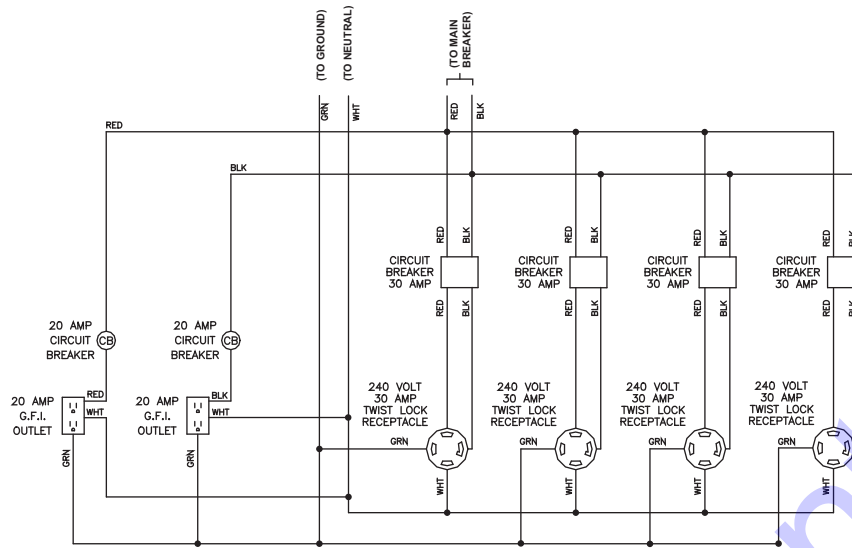 (TO GROUND)
(TO NEUTRAL)
(TO MAIN
BREAKER)
GRN
WHT
RED
BLK
RED
BLK
RED
BLK
RED
BLK
RED
BLK
RED
BLK
CIRCUIT
BREAKER
30 AMP
CIRCUIT
BREAKER
30 AMP
CIRCUIT
BREAKER
30 AMP
CIRCUIT
BREAKER
30 AMP
RED
BLK
RED
BLK
RED
BLK
RED
BLK
20 AMP
CIRCUIT
BREAKER
CB
20 AMP
CIRCUIT
BREAKER
CB
20 AMP
G.F.I.
OUTLET
RED
WHT
GRN
20 AMP
G.F.I.
OUTLET
BLK
WHT
GRN
240 VOLT
30 AMP
TWIST LOCK
RECEPTACLE
GRN
WHT
240 VOLT
30 AMP
TWIST LOCK
RECEPTACLE
GRN
WHT
240 VOLT
30 AMP
TWIST LOCK
RECEPTACLE
GRN
WHT
240 VOLT
30 AMP
TWIST LOCK
RECEPTACLE
GRN
WHT